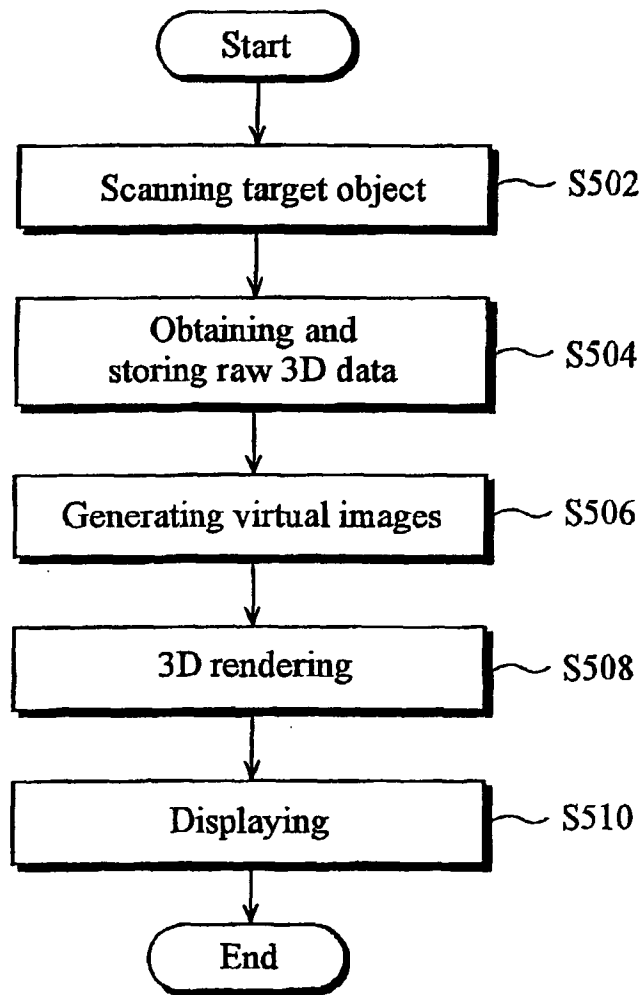 Start
Scanning target object
S502
Obtaining and
storing raw 3D data
S504
Generating virtual images
S506
3D rendering
S508
Displaying
S510
End